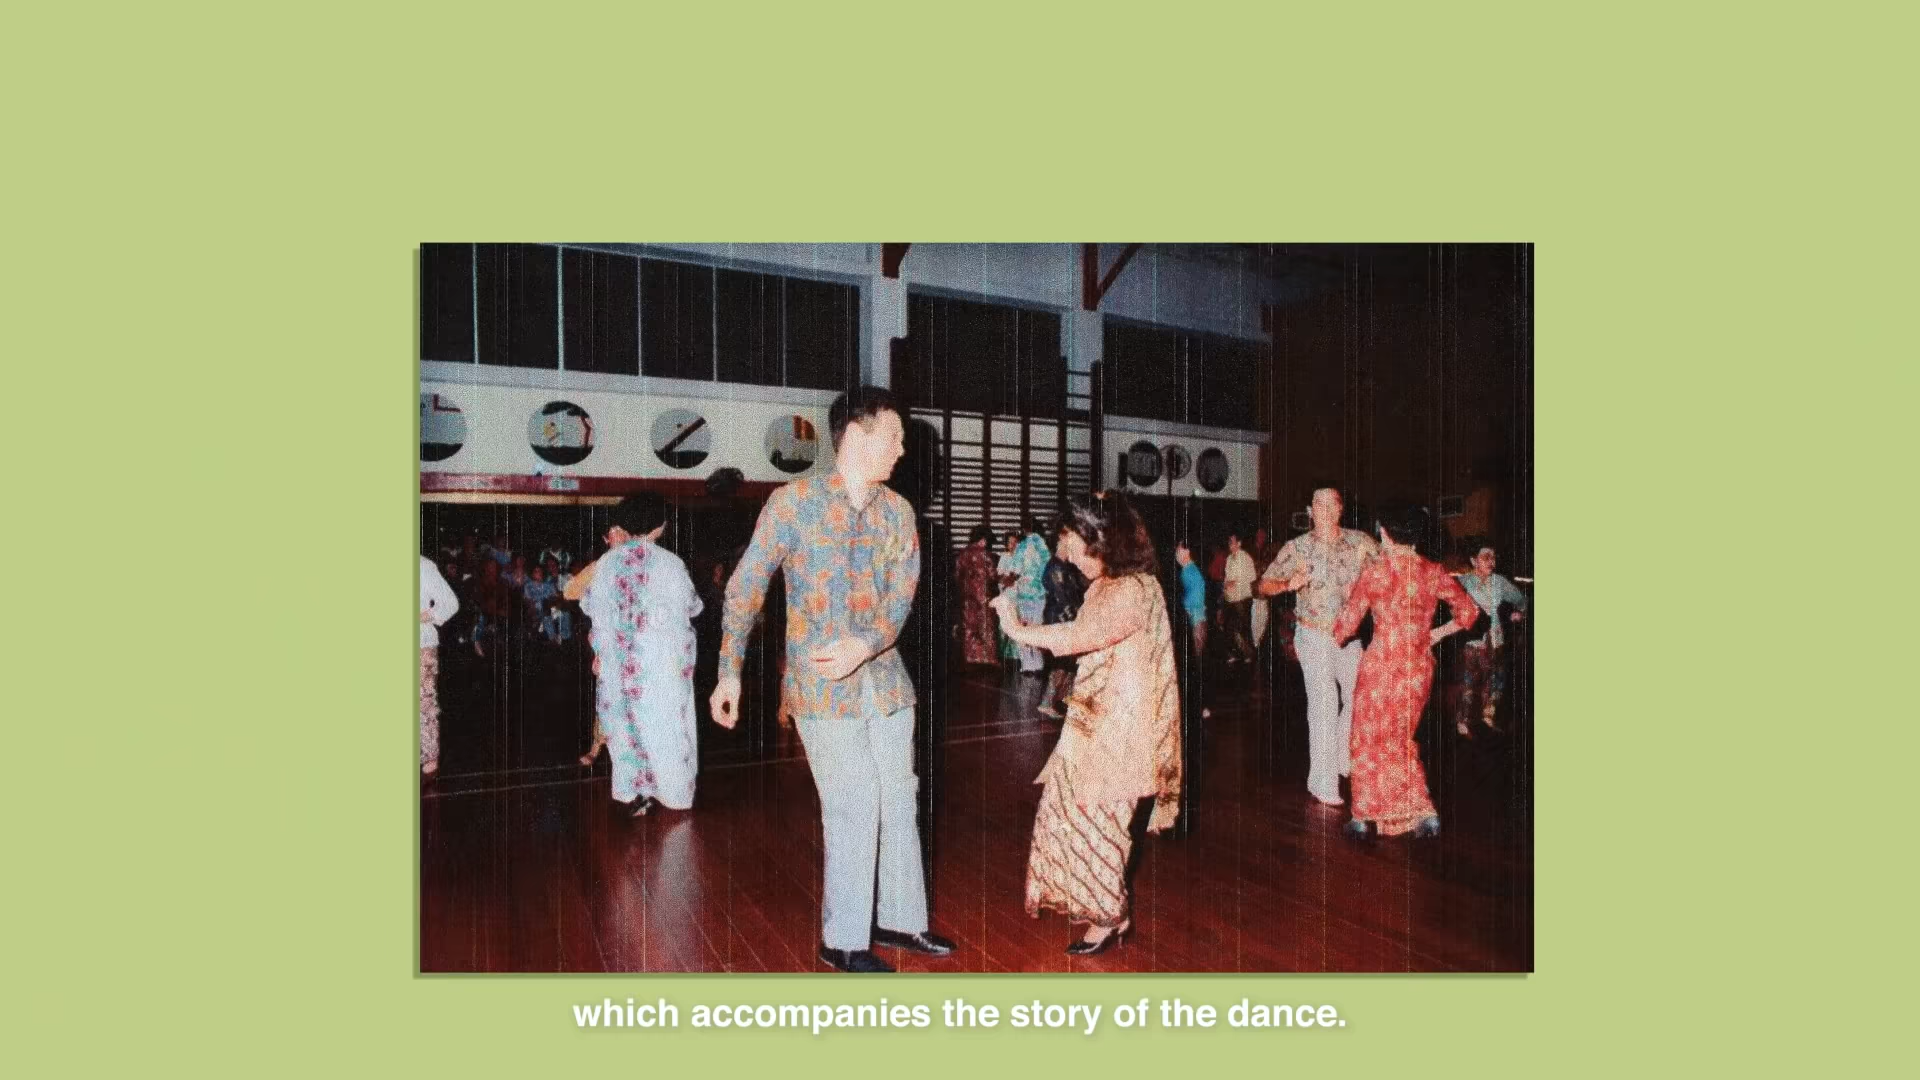 which accompanies the story of the dance.